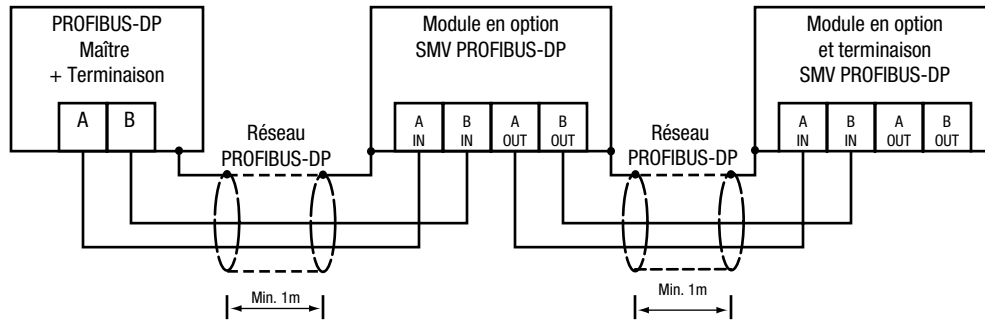 PROFIBUS-DP
Maître
+ Terminaison
A B
Réseau
PROFIBUS-DP
Min. 1m
Module en option
SMV PROFIBUS-DP
A IN
B IN
A OUT
B OUT
Réseau
PROFIBUS-DP
Min. 1m
Module en option
et terminaison
SMV PROFIBUS-DP
A IN
B IN
A OUT
B OUT